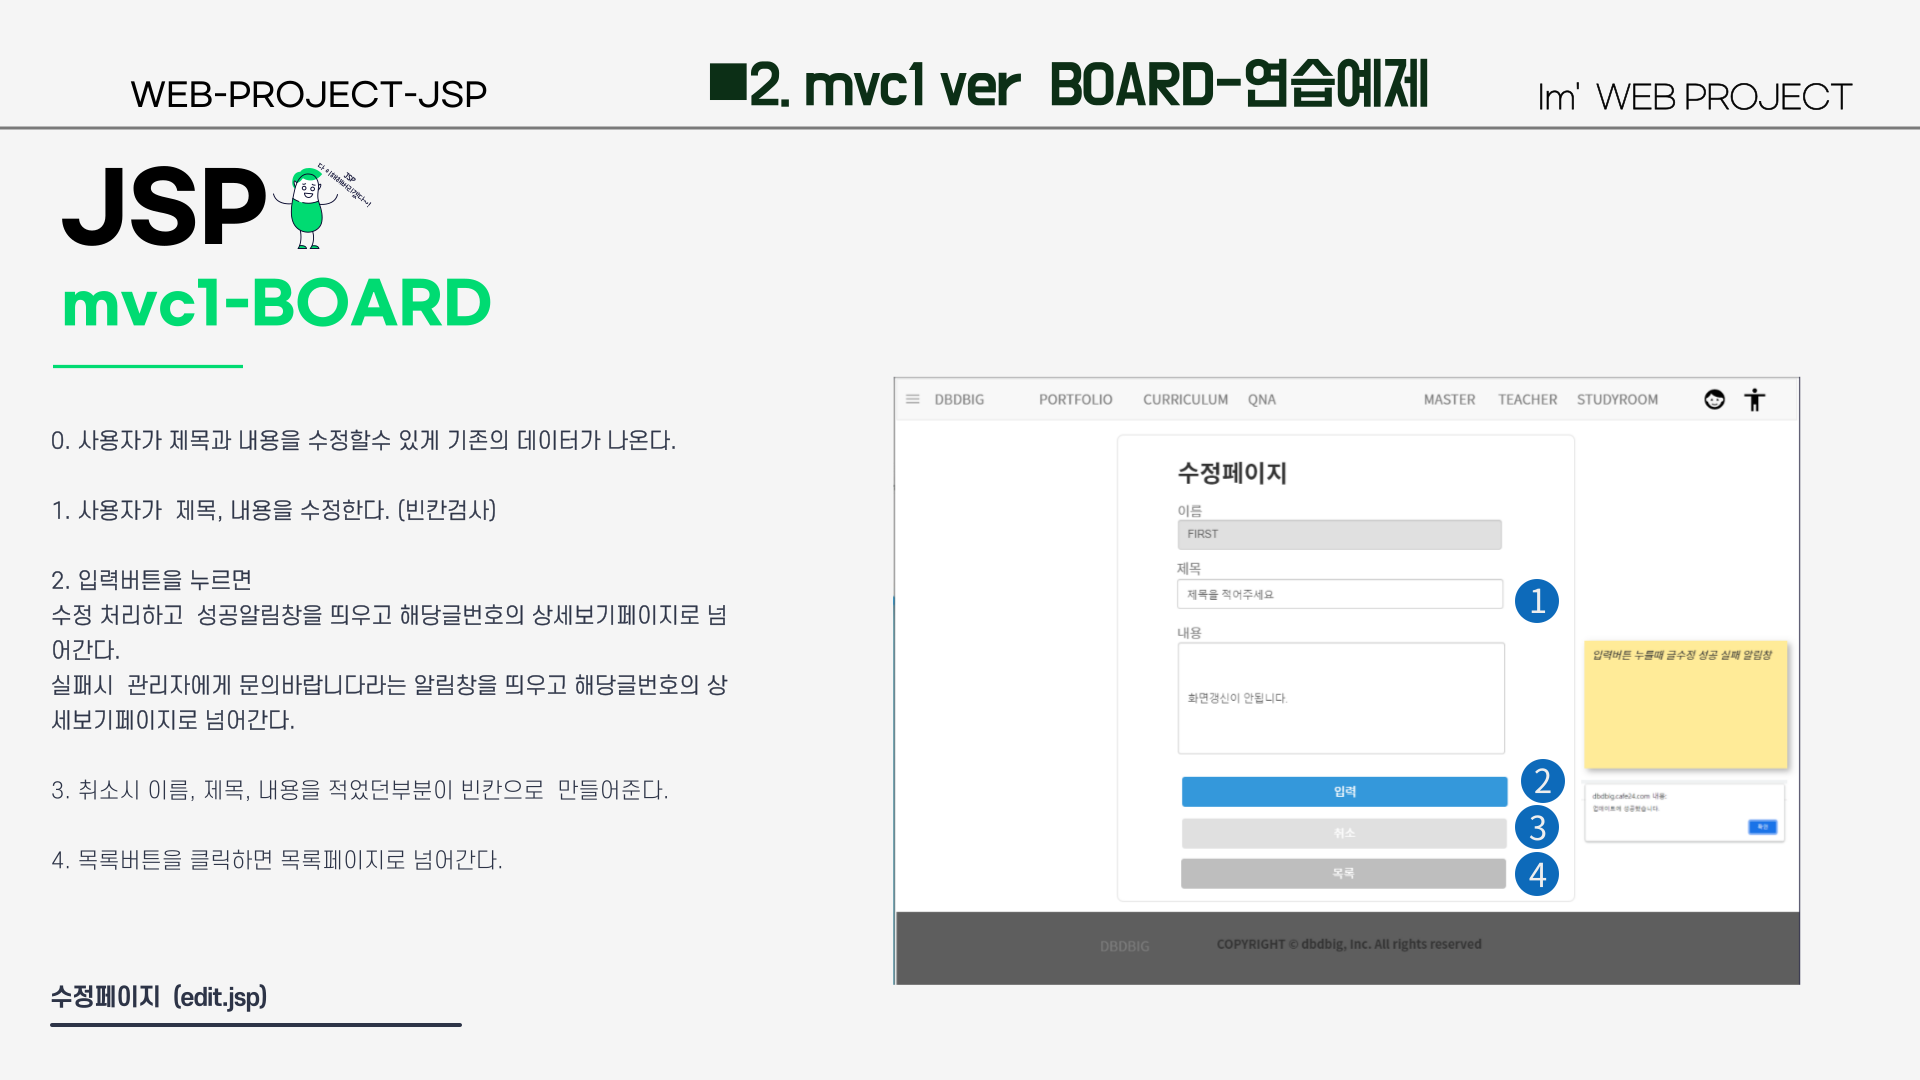 WEB-PROJECT-JSP
■2. mvc1 ver BOARD-연습예제
Im' WEB PROJECT
JSP
JSP
mvc1-BOARD
0. 사용자가 제목과 내용을 수정할수 있게 기존의 데이터가 나온다.
1. 사용자가 제목, 내용을 수정한다. (빈칸검사)
2. 입력버튼을 누르면
수정 처리하고 성공알림창을 띄우고 해당글번호의 상세보기페이지로 넘
어간다.
실패시 관리자에게 문의바랍니다라는 알림창을 띄우고 해당글번호의 상
세보기페이지로 넘어간다.
3. 취소시 이름, 제목, 내용을 적었던부분이 빈칸으로 만들어준다.
4. 목록버튼을 클릭하면 목록페이지로 넘어간다.
수정페이지 (edit.jsp)
DBDBIG PORTFOLIO CURRICULUM QNA MASTER TEACHER STUDYROOM
수정페이지
이름
FIRST
제목
제목을 적어주세요
1
내용
화면갱신이 안됩니다.
입력버튼 누를때 글수정 성공 실패 알림창
입력
2
취소
3
목록
4
dbdbig.cafe24.com 내용:
업데이트에 성공했습니다.
확인
DBDBIG
COPYRIGHT © dbdbig, Inc. All rights reserved